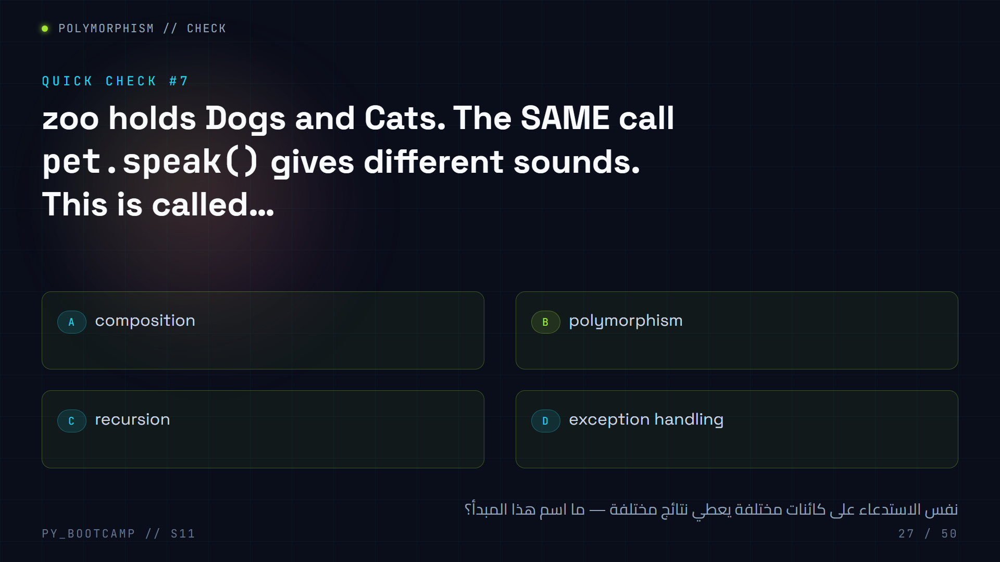 POLYMORPHISM // CHECK
QUICK CHECK #7
zoo holds Dogs and Cats. The SAME call
pet.speak() gives different sounds.
This is called…
A composition
B polymorphism
C recursion
D exception handling
نفس الاستدعاء على كائنات مختلفة يعطي نتائج مختلفة — ما اسم هذا المبدأ؟
PY_BOOTCAMP // S11
27 / 50